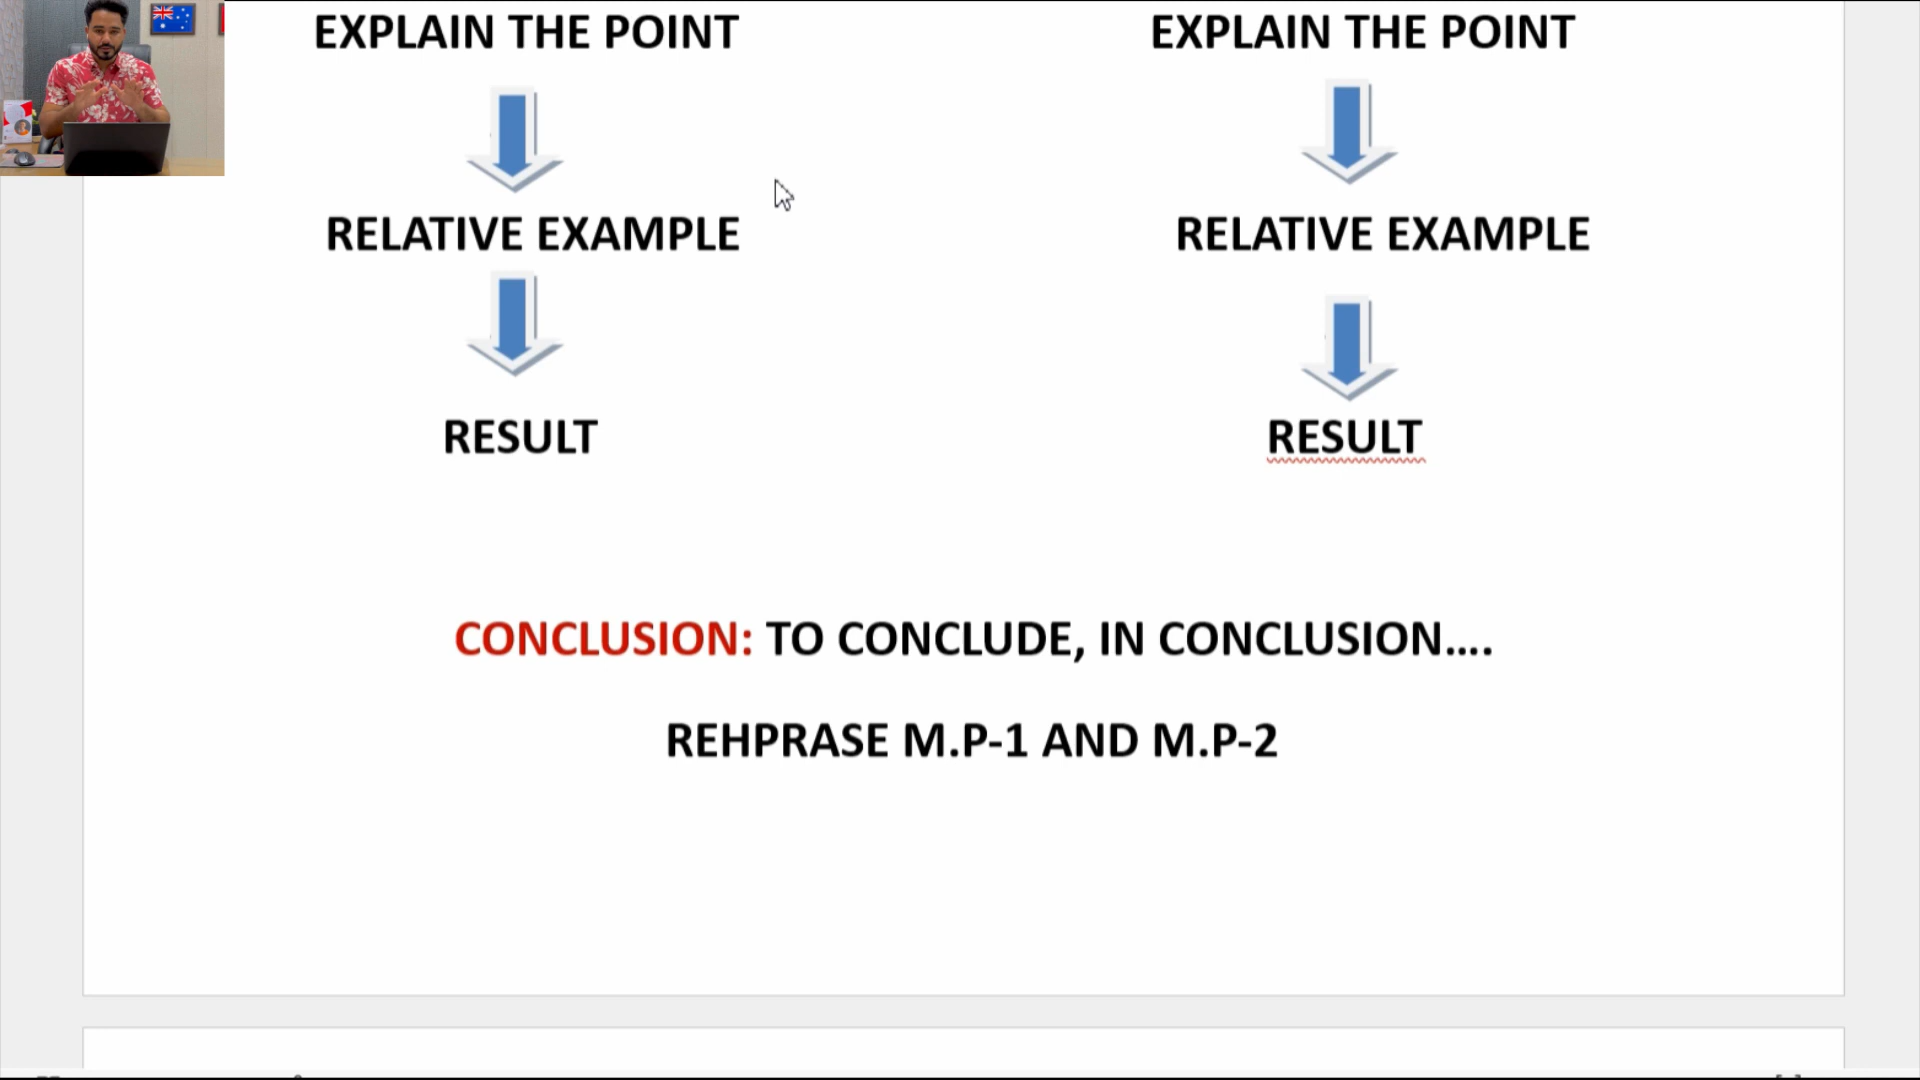 EXPLAIN THE POINT EXPLAIN THE POINT
RELATIVE EXAMPLE RELATIVE EXAMPLE
RESULT RESULT
CONCLUSION: TO CONCLUDE, IN CONCLUSION....
REHPRASE M.P-1 AND M.P-2